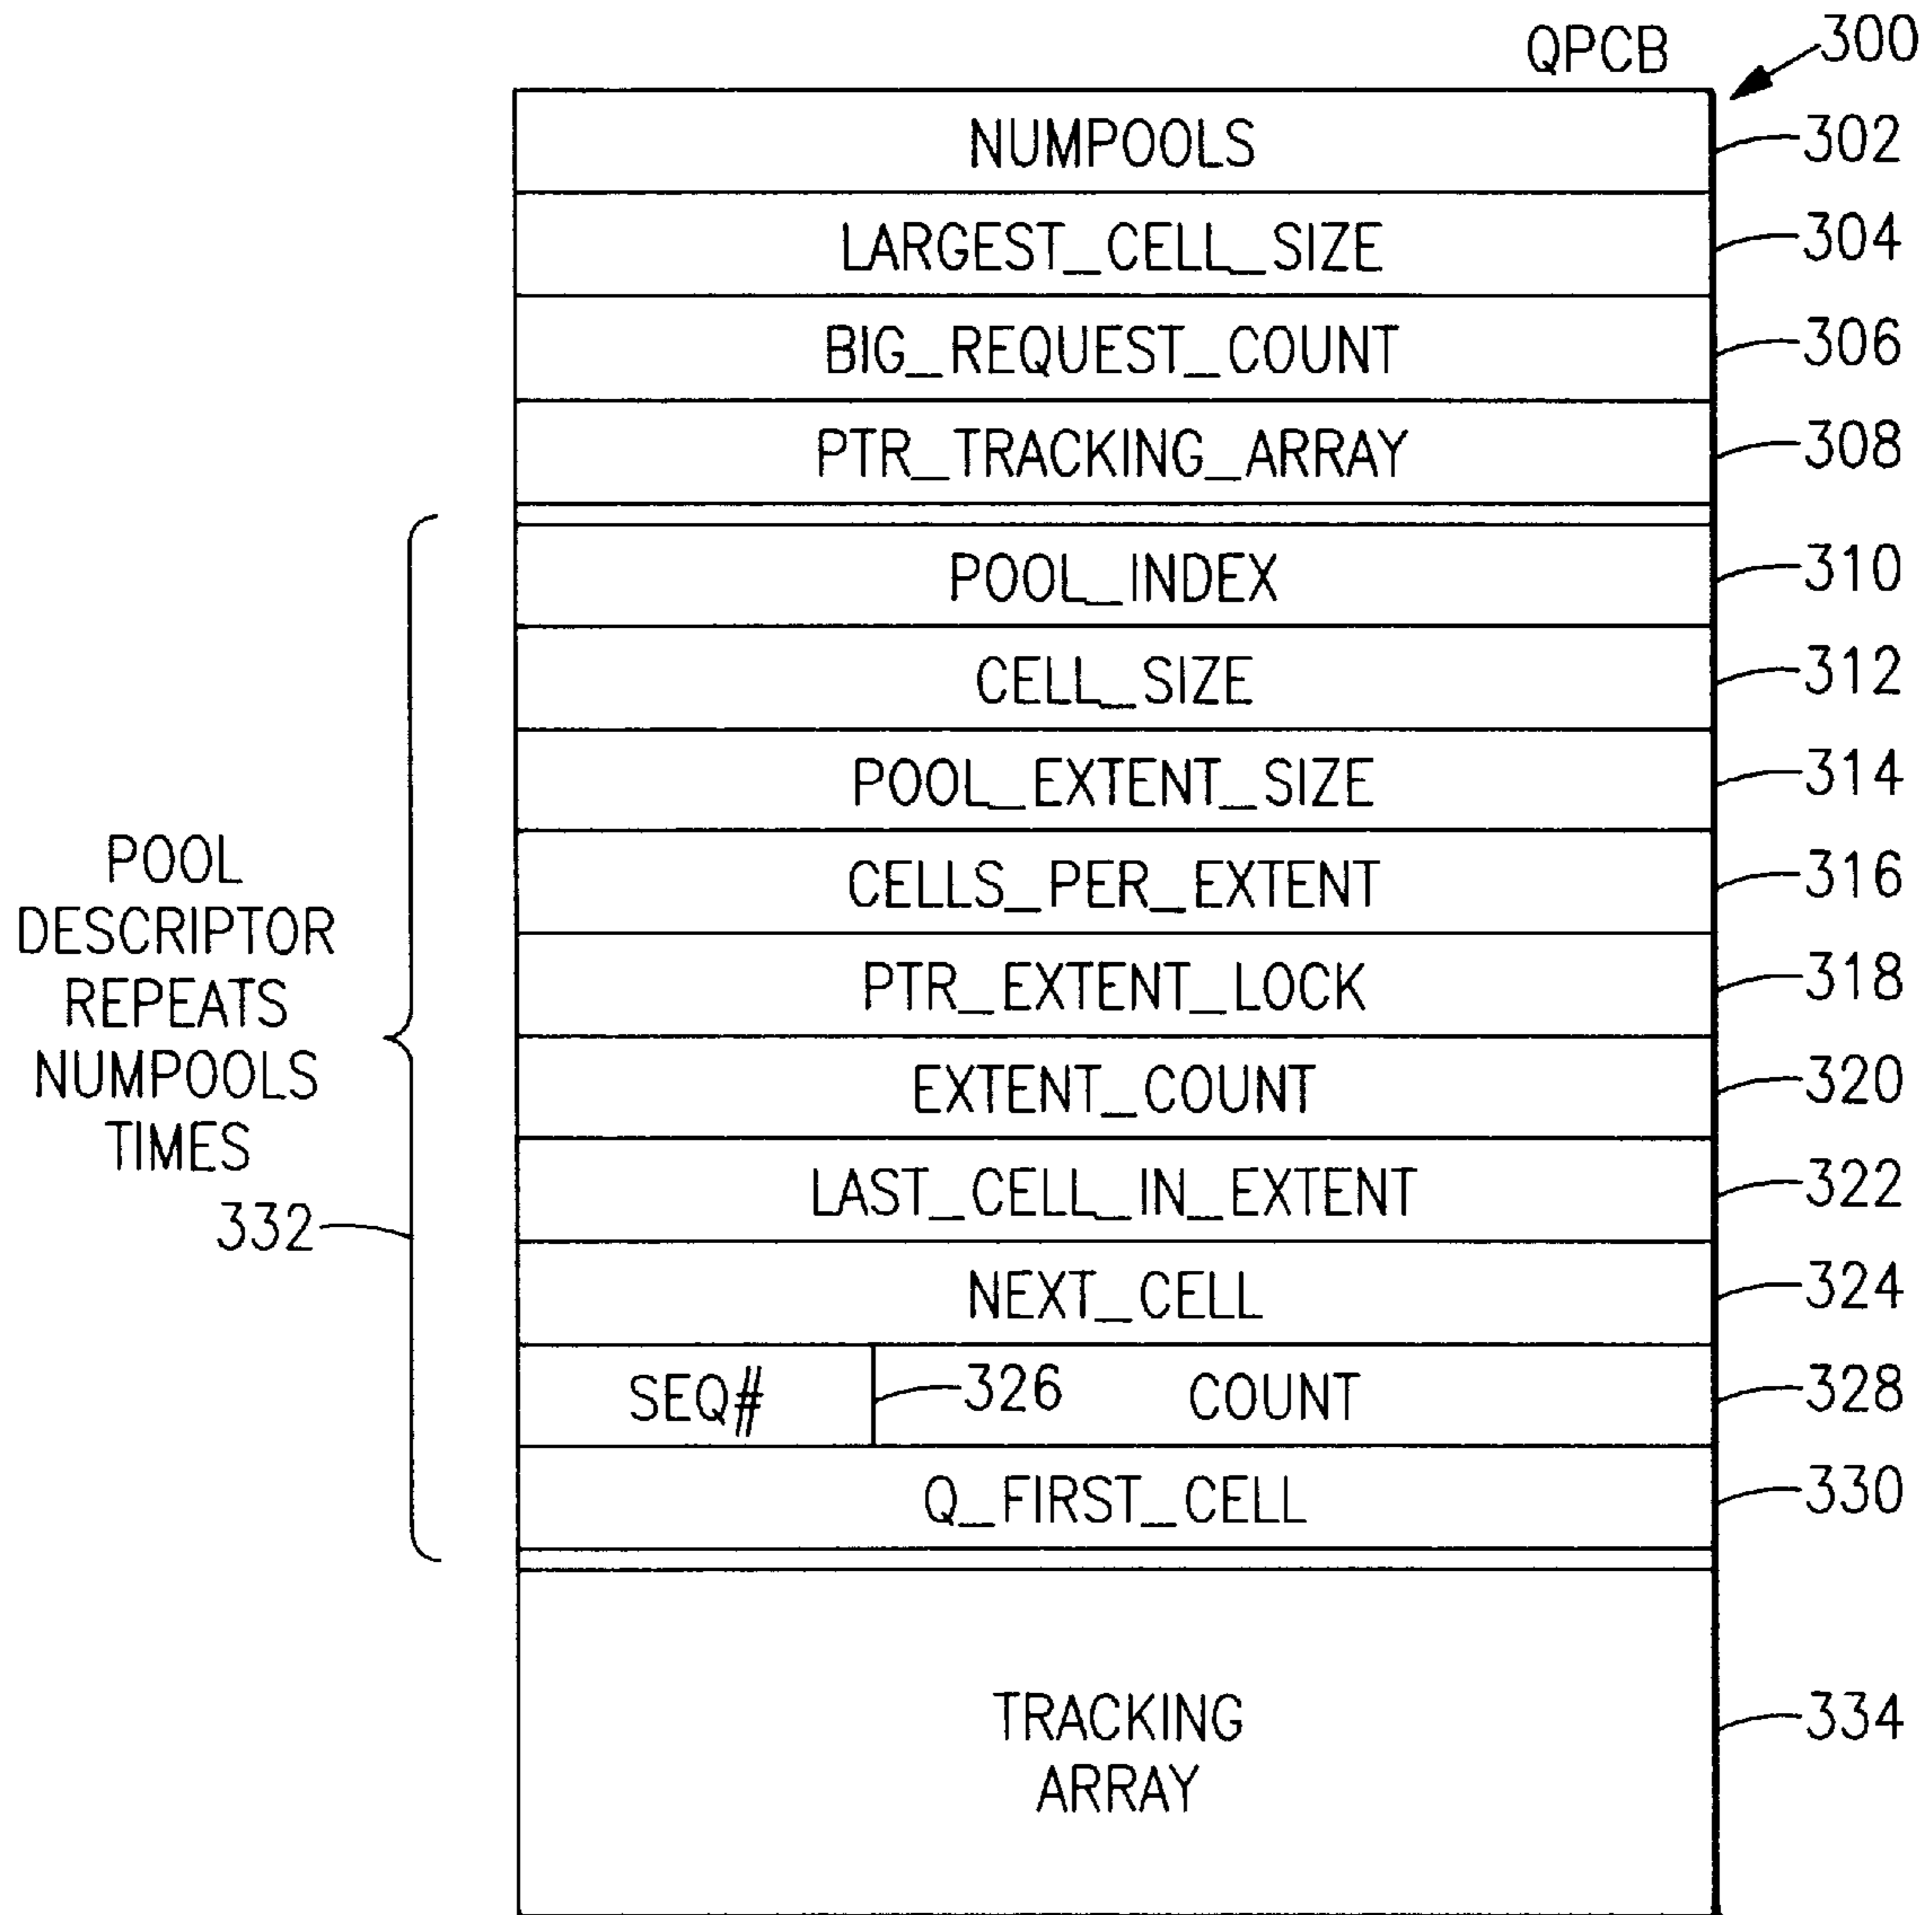 QPCB
300
NUMPOOLS 302
LARGEST_CELL_SIZE 304
BIG_REQUEST_COUNT 306
PTR_TRACKING_ARRAY 308
POOL_INDEX 310
CELL_SIZE 312
POOL_EXTENT_SIZE 314
CELLS_PER_EXTENT 316
PTR_EXTENT_LOCK 318
EXTENT_COUNT 320
LAST_CELL_IN_EXTENT 322
NEXT_CELL 324
SEQ# 326 COUNT 328
Q_FIRST_CELL 330
POOL
DESCRIPTOR
REPEATS
NUMPOOLS
TIMES
332
TRACKING
ARRAY
334